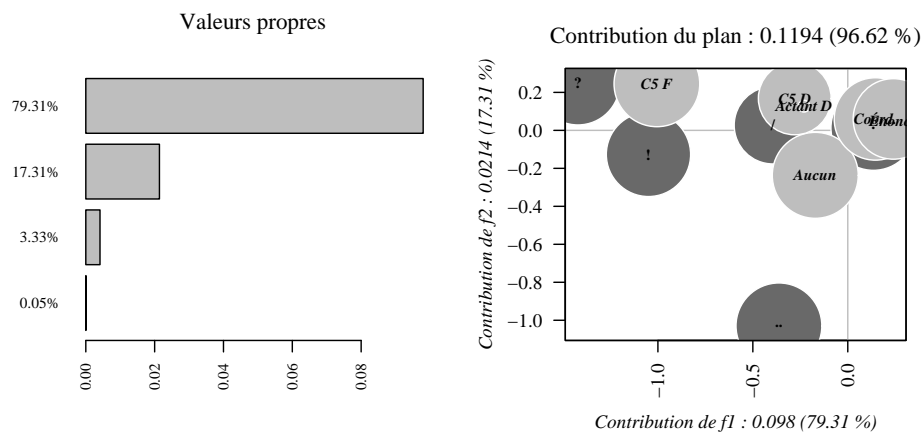 Valeurs propres
79.31%
17.31%
3.33%
0.05%
0.00
0.02
0.04
0.06
0.08
Contribution du plan : 0.1194 (96.62 %)
Contribution de f2 : 0.0214 (17.31 %)
0.2
0.0
−0.2
−0.4
−0.6
−0.8
−1.0
?
C5 F
C5 D
Actant D
Coord
!
Aucun
..
−1.0
−0.5
0.0
Contribution de f1 : 0.098 (79.31 %)